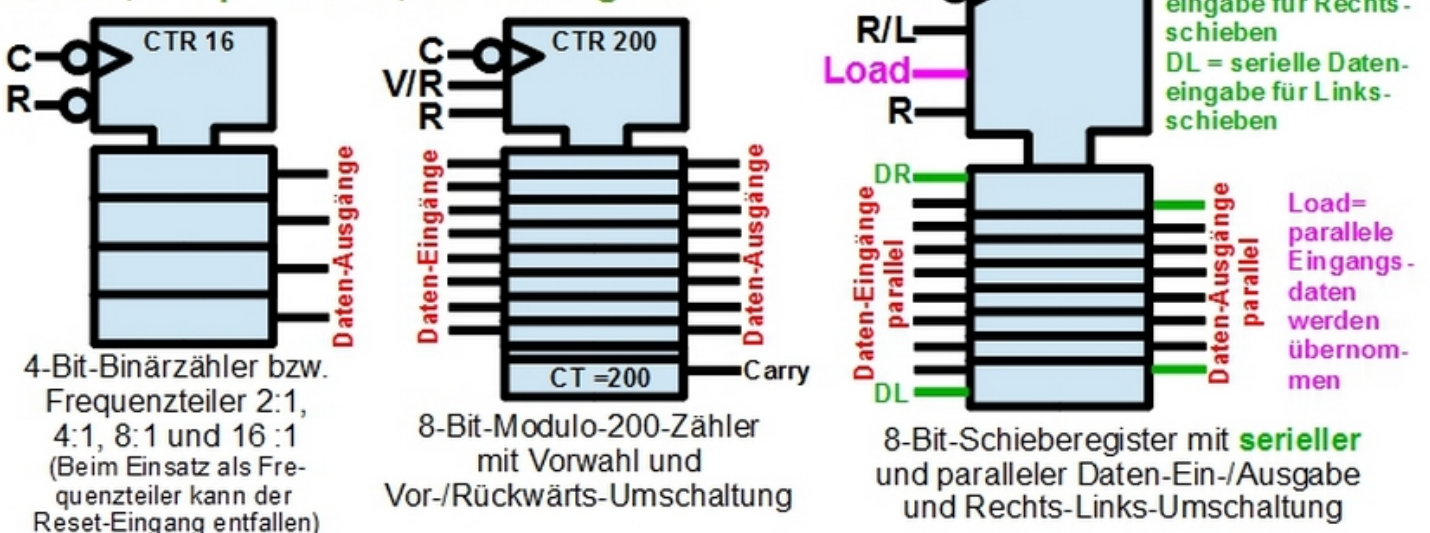 CTR 16
C
R
Daten-Ausgänge
4-Bit-Binärzähler bzw.
Frequenzteiler 2:1,
4:1, 8:1 und 16 :1
(Beim Einsatz als Fre-
quenzteiler kann der
Reset-Eingang entfallen)
CTR 200
C
V/R
R
Daten-Eingänge
Daten-Ausgänge
CT =200
Carry
8-Bit-Modulo-200-Zähler
mit Vorwahl und
Vor-/Rückwärts-Umschaltung
R/L
Load
R
eingabe für Rechts-
schieben
DL = serielle Daten-
eingabe für Links-
schieben
DR
Daten-Eingänge
parallel
DL
Daten-Ausgänge
parallel
Load=
parallele
Eingangs-
daten
werden
übernom-
men
8-Bit-Schieberegister mit serieller
und paralleler Daten-Ein-/Ausgabe
und Rechts-Links-Umschaltung